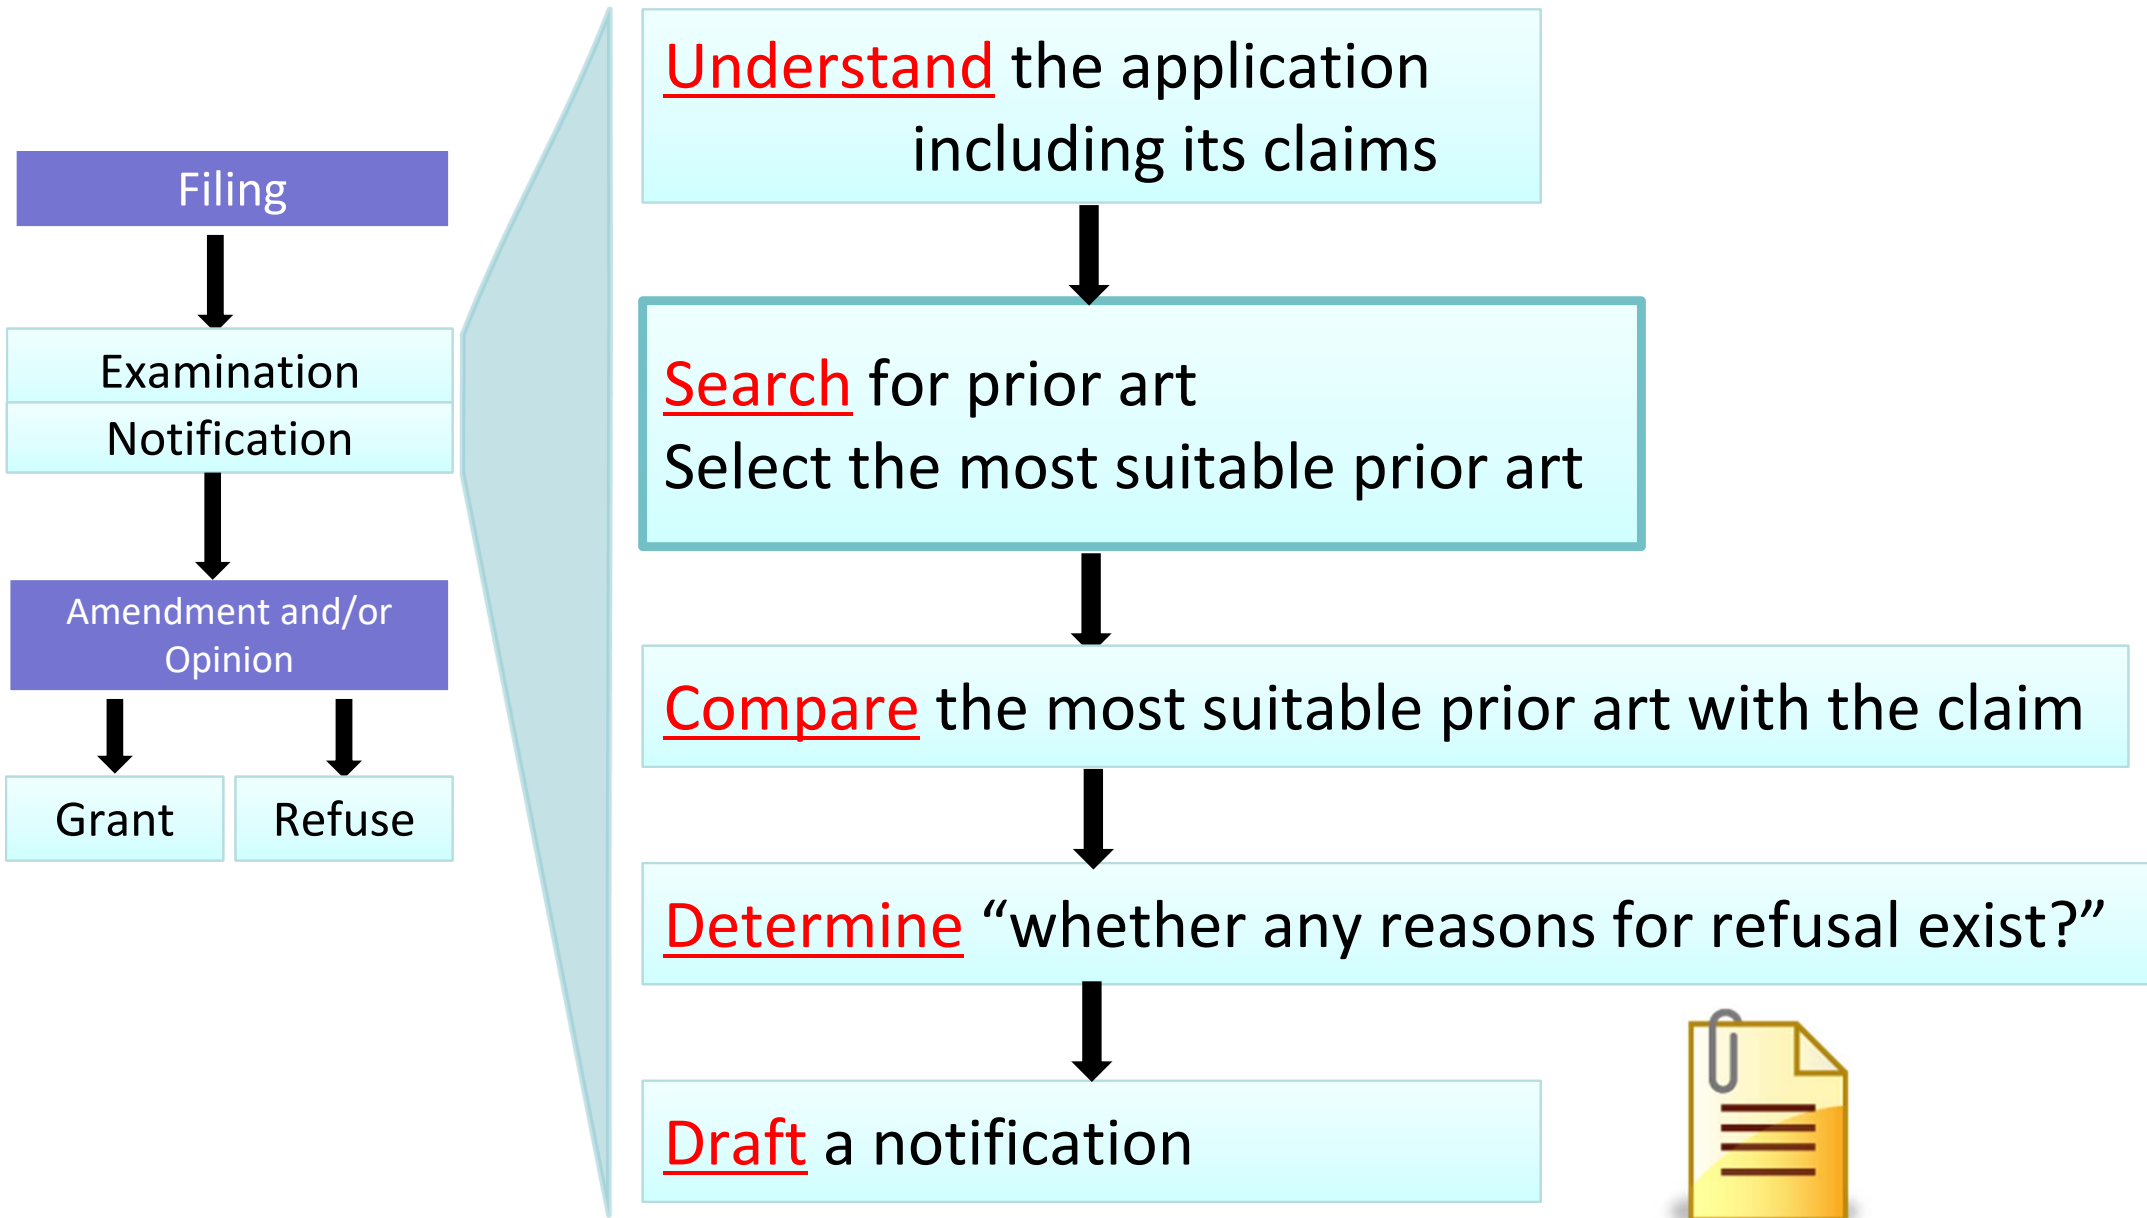 Filing
Examination
Notification
Amendment and/or
Opinion
Grant
Refuse
Understand the application
including its claims
Search for prior art
Select the most suitable prior art
Compare the most suitable prior art with the claim
Determine “whether any reasons for refusal exist?”
Draft a notification